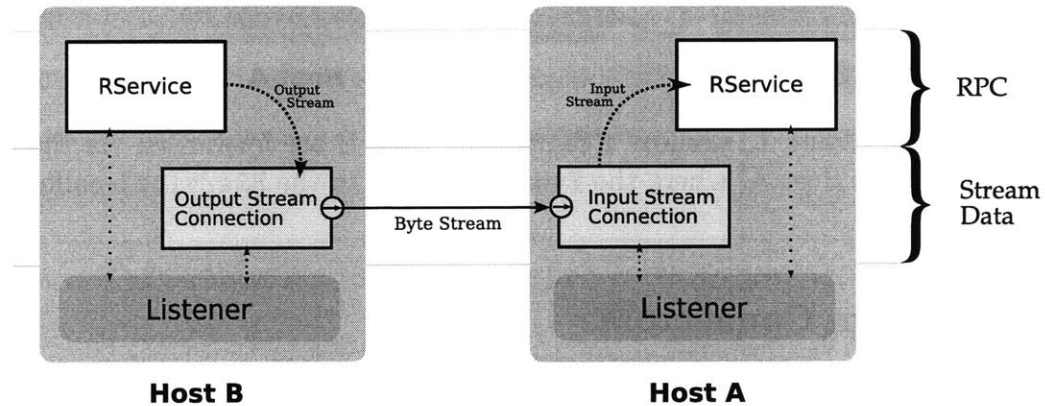 RService
Output
Stream
Input
Stream
RService
RPC
Output Stream
Connection
Byte Stream
Input Stream
Connection
Stream
Data
Listener
Listener
Host B
Host A